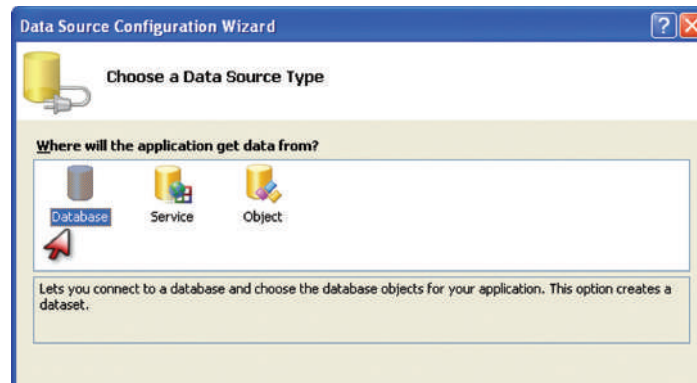 Data Source Configuration Wizard
Choose a Data Source Type
Where will the application get data from?
Database Service Object
Lets you connect to a database and choose the database objects for your application. This option creates a
dataset.